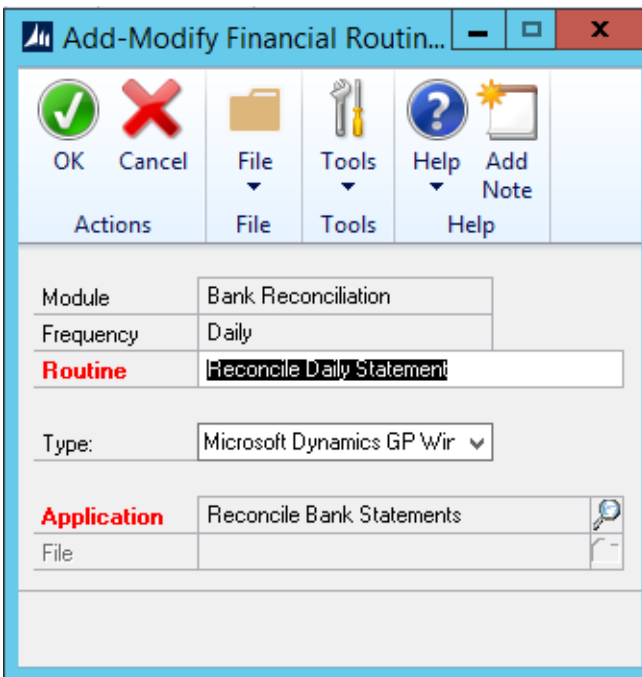 Add-Modify Financial Routin...
OK Cancel File Tools Help Add Note
Actions File Tools Help
Module Bank Reconciliation
Frequency Daily
Routine Reconcile Daily Statement
Type: Microsoft Dynamics GP Wir
Application Reconcile Bank Statements
File